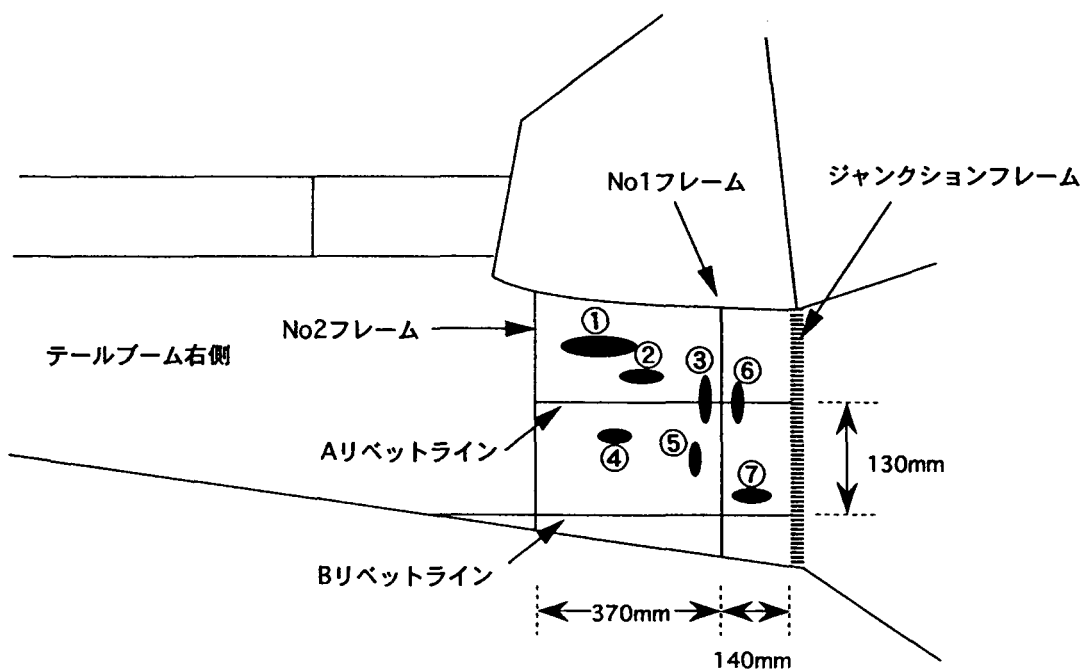 No1フレーム
ジャンクションフレーム
No2フレーム
テールブーム右側
①
②
③
⑥
Aリベットライン
④
⑤
⑦
130mm
Bリベットライン
370mm
140mm